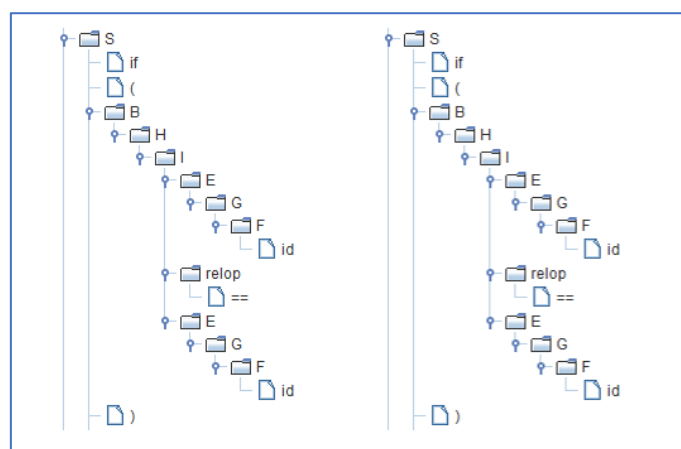 S
if
(
B
H
I
E
G
F
id
relop
==
E
G
F
id
)
S
if
(
B
H
I
E
G
F
id
relop
==
E
G
F
id
)